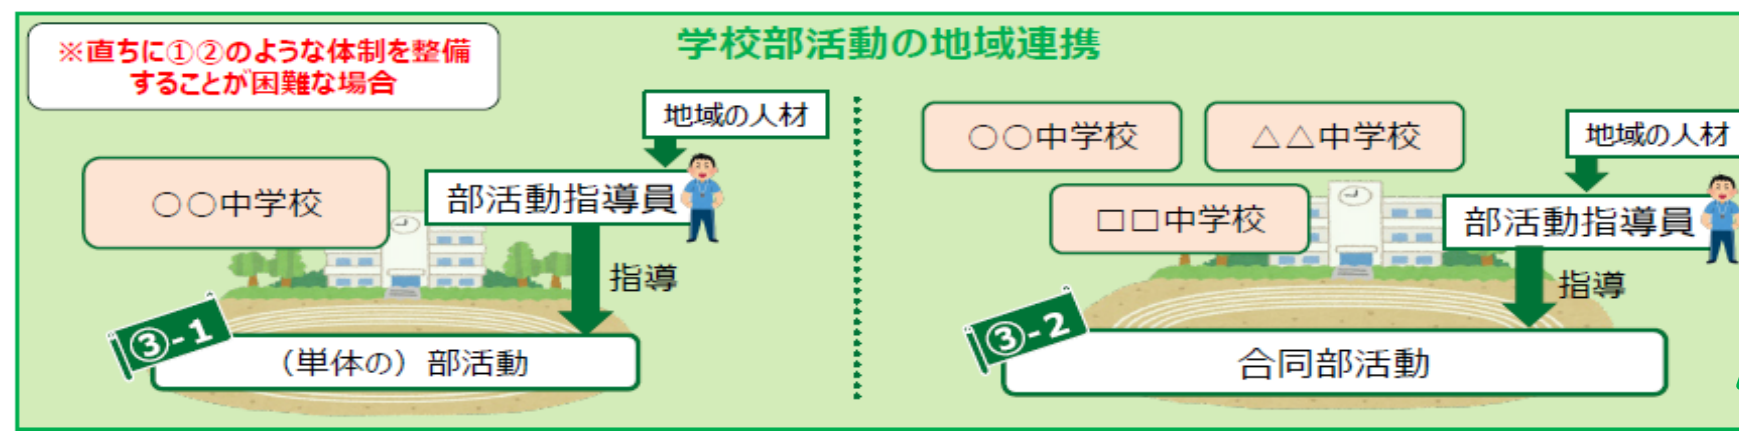 ※直ちに①②のような体制を整備
することが困難な場合
学校部活動の地域連携
地域の人材
○○中学校
部活動指導員
指導
③-1
（単体の）部活動
○○中学校
△△中学校
地域の人材
□□中学校
部活動指導員
指導
③-2
合同部活動